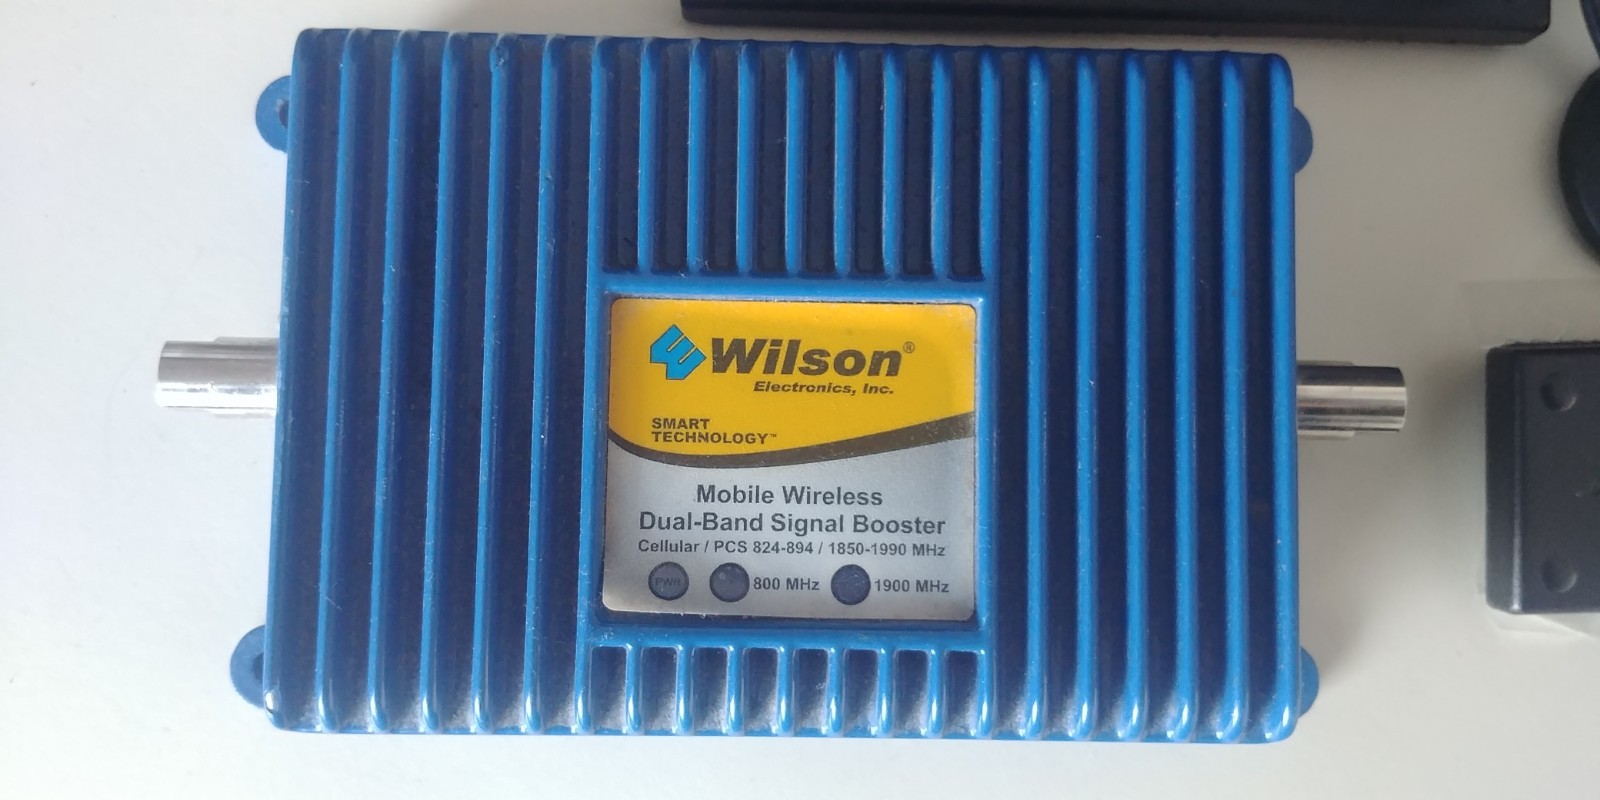 Wilson®
Electronics, Inc.
SMART
TECHNOLOGY™
Mobile Wireless
Dual-Band Signal Booster
Cellular / PCS 824-894 / 1850-1990 MHz
PWR 800 MHz 1900 MHz